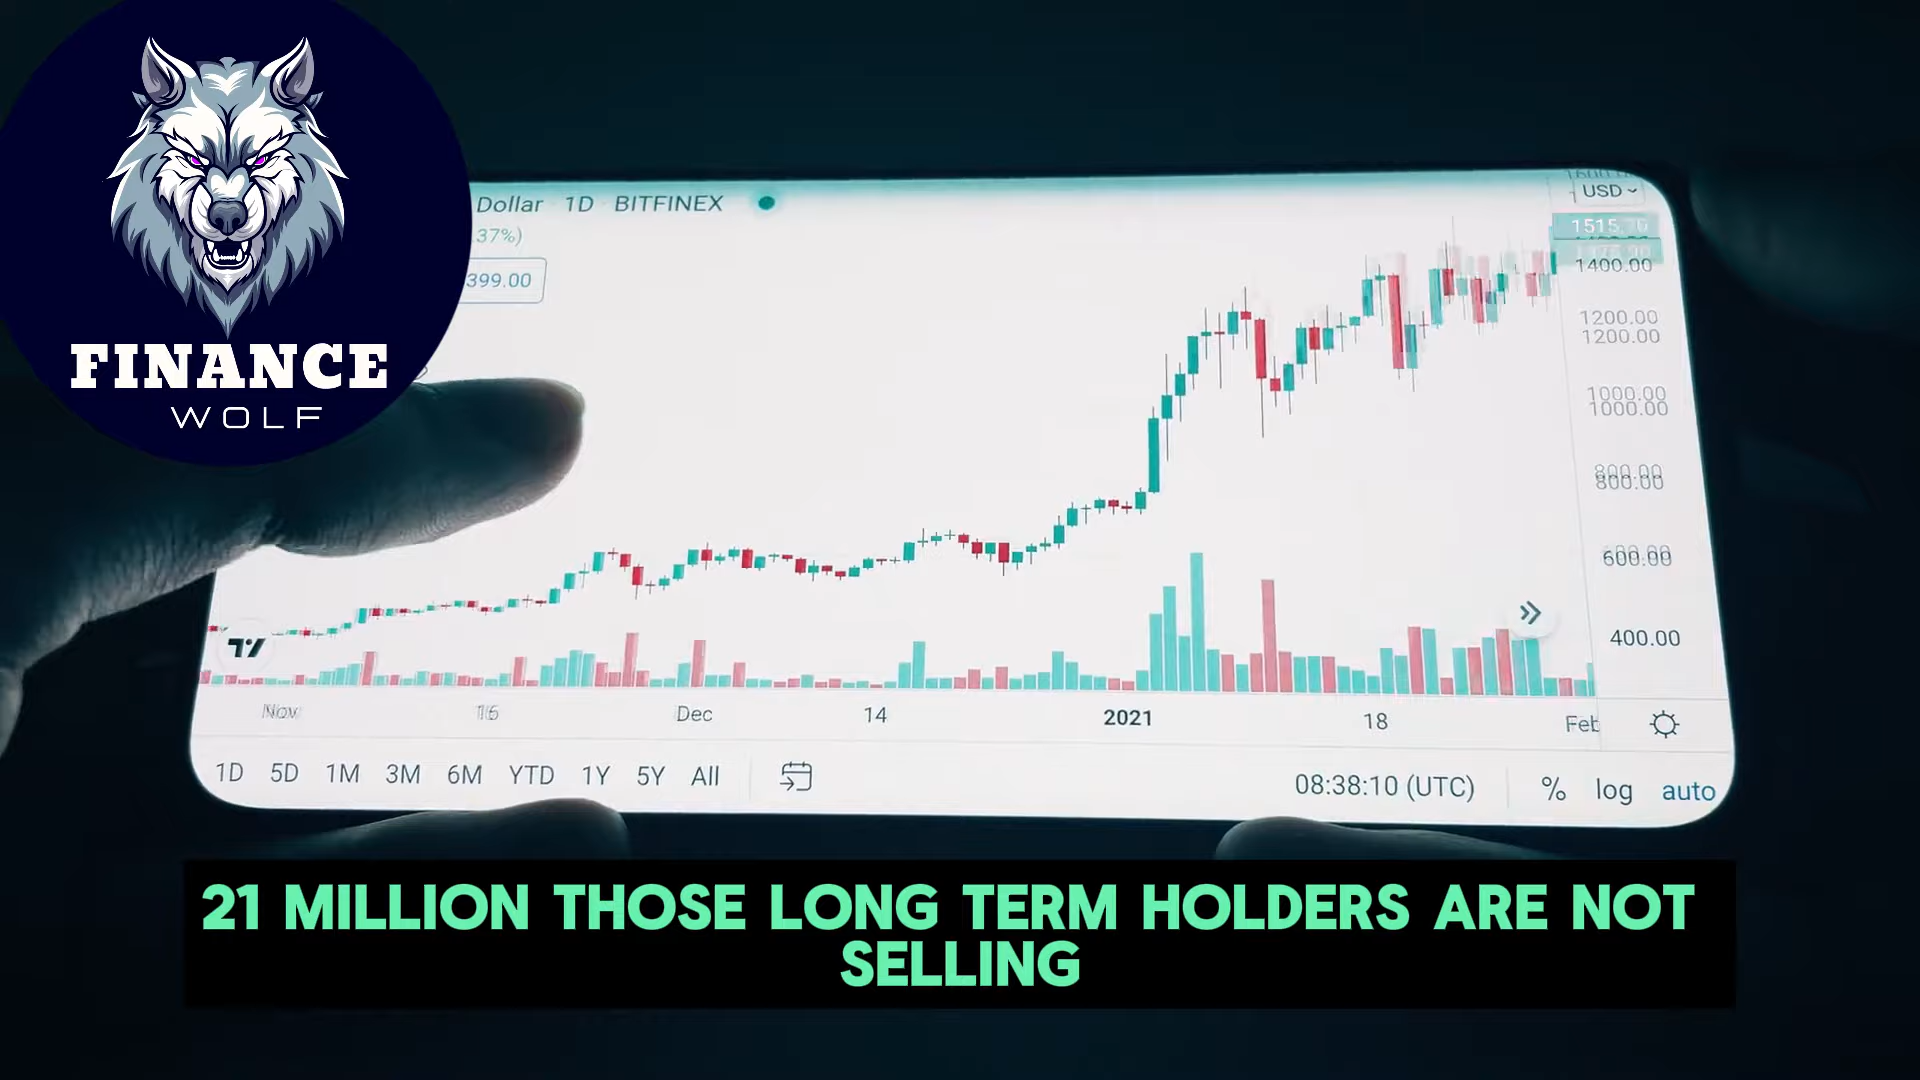 FINANCE
WOLF
Dollar 1D BITFINEX
37%)
399.00
USD
1515
1400.00
1200.00
1200.00
1000.00
1000.00
800.00
800.00
600.00
600.00
400.00
Nov 16 Dec 14 2021 18 Feb
1D 5D 1M 3M 6M YTD 1Y 5Y All 08:38:10 (UTC) % log auto
21 MILLION THOSE LONG TERM HOLDERS ARE NOT
SELLING